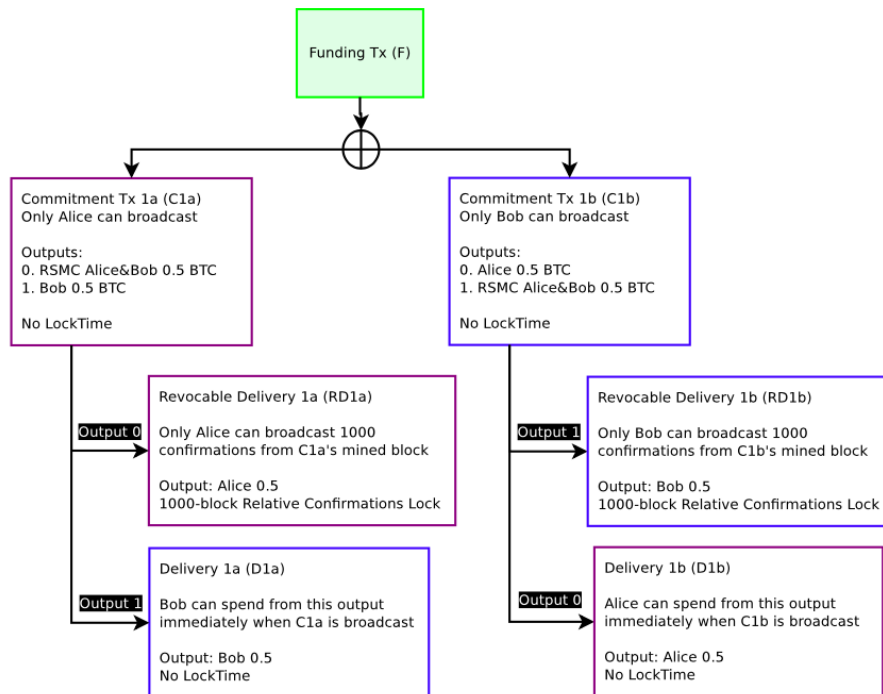 Funding Tx (F)
Commitment Tx 1a (C1a)
Only Alice can broadcast
Outputs:
0. RSMC Alice&Bob 0.5 BTC
1. Bob 0.5 BTC
No LockTime
Commitment Tx 1b (C1b)
Only Bob can broadcast
Outputs:
0. Alice 0.5 BTC
1. RSMC Alice&Bob 0.5 BTC
No LockTime
Output 0
Revocable Delivery 1a (RD1a)
Only Alice can broadcast 1000
confirmations from C1a's mined block
Output: Alice 0.5
1000-block Relative Confirmations Lock
Output 1
Revocable Delivery 1b (RD1b)
Only Bob can broadcast 1000
confirmations from C1b's mined block
Output: Bob 0.5
1000-block Relative Confirmations Lock
Output 1
Delivery 1a (D1a)
Bob can spend from this output
immediately when C1a is broadcast
Output: Bob 0.5
No LockTime
Output 0
Delivery 1b (D1b)
Alice can spend from this output
immediately when C1b is broadcast
Output: Alice 0.5
No LockTime